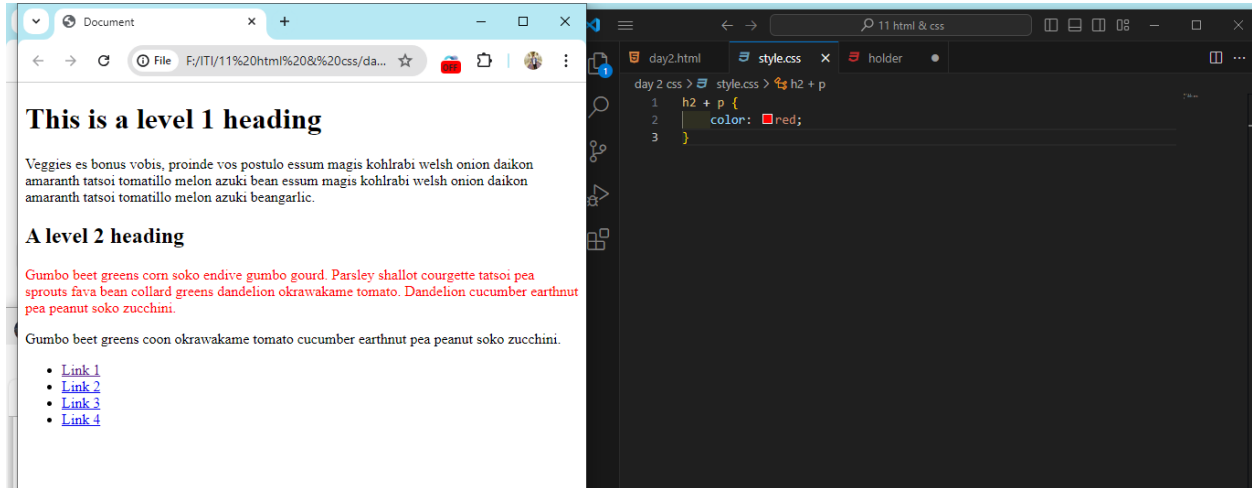 Document
File F:/ITI/11%20html%20&%20css/da...
OFF
This is a level 1 heading
Veggies es bonus vobis, proinde vos postulo essum magis kohlrabi welsh onion daikon
amaranth tatsoi tomatillo melon azuki bean essum magis kohlrabi welsh onion daikon
amaranth tatsoi tomatillo melon azuki beangarlic.
A level 2 heading
Gumbo beet greens corn soko endive gumbo gourd. Parsley shallot courgette tatsoi pea
sprouts fava bean collard greens dandelion okrawakame tomato. Dandelion cucumber earthnut
pea peanut soko zucchini.
Gumbo beet greens coon okrawakame tomato cucumber earthnut pea peanut soko zucchini.
Link 1
Link 2
Link 3
Link 4
11 html & css
1
day2.html style.css holder
day 2 css > style.css > h2 + p
1 h2 + p {
2 color: red;
3 }